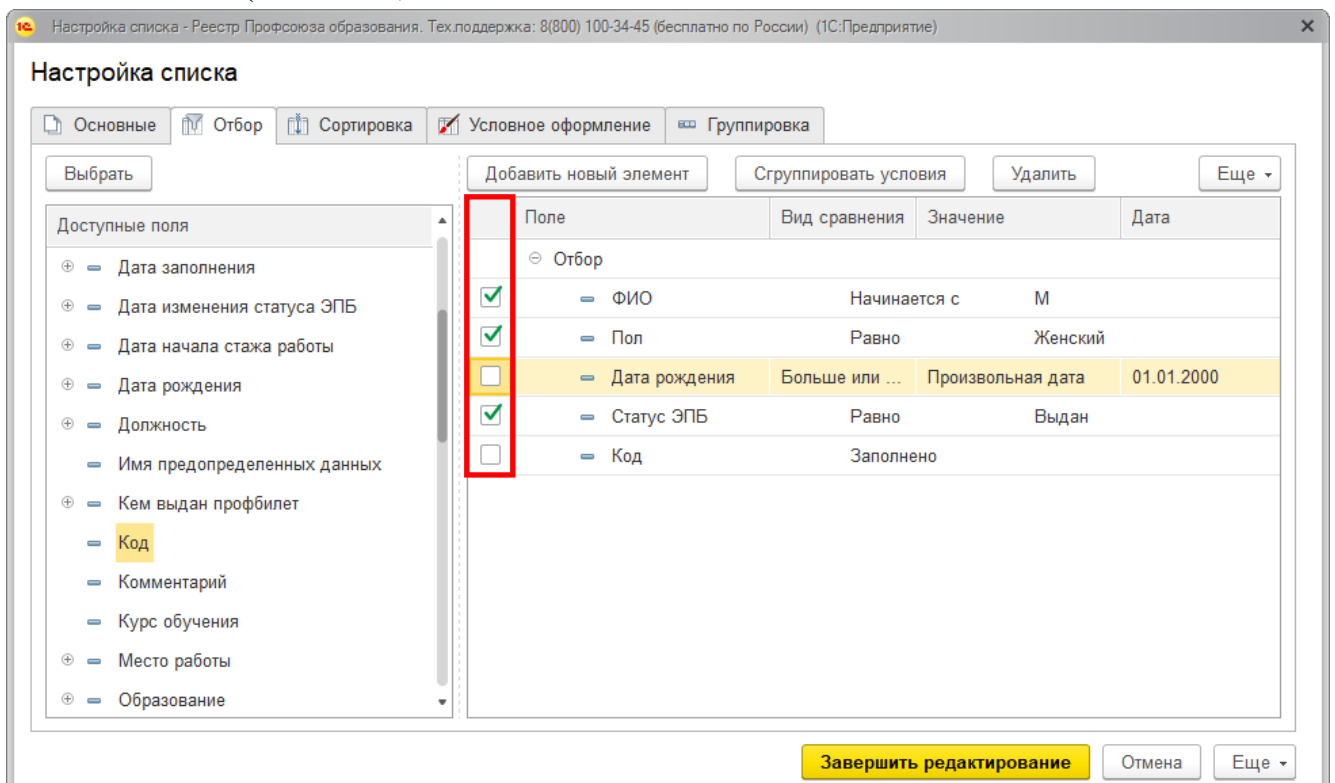 1С Настройка списка - Реестр Профсоюза образования. Тех.поддержка: 8(800) 100-34-45 (бесплатно по России) (1С:Предприятие)
Настройка списка
Основные Отбор Сортировка Условное оформление Группировка
Выбрать Добавить новый элемент Сгруппировать условия Удалить Еще
Доступные поля Поле Вид сравнения Значение Дата
Отбор
Дата заполнения
ФИО Начинается с М
Дата изменения статуса ЭПБ
Пол Равно Женский
Дата начала стажа работы
Дата рождения Больше или ... Произвольная дата 01.01.2000
Дата рождения
Статус ЭПБ Равно Выдан
Должность
Код Заполнено
Имя предопределенных данных
Кем выдан профбилет
Код
Комментарий
Курс обучения
Место работы
Образование
Завершить редактирование Отмена Еще